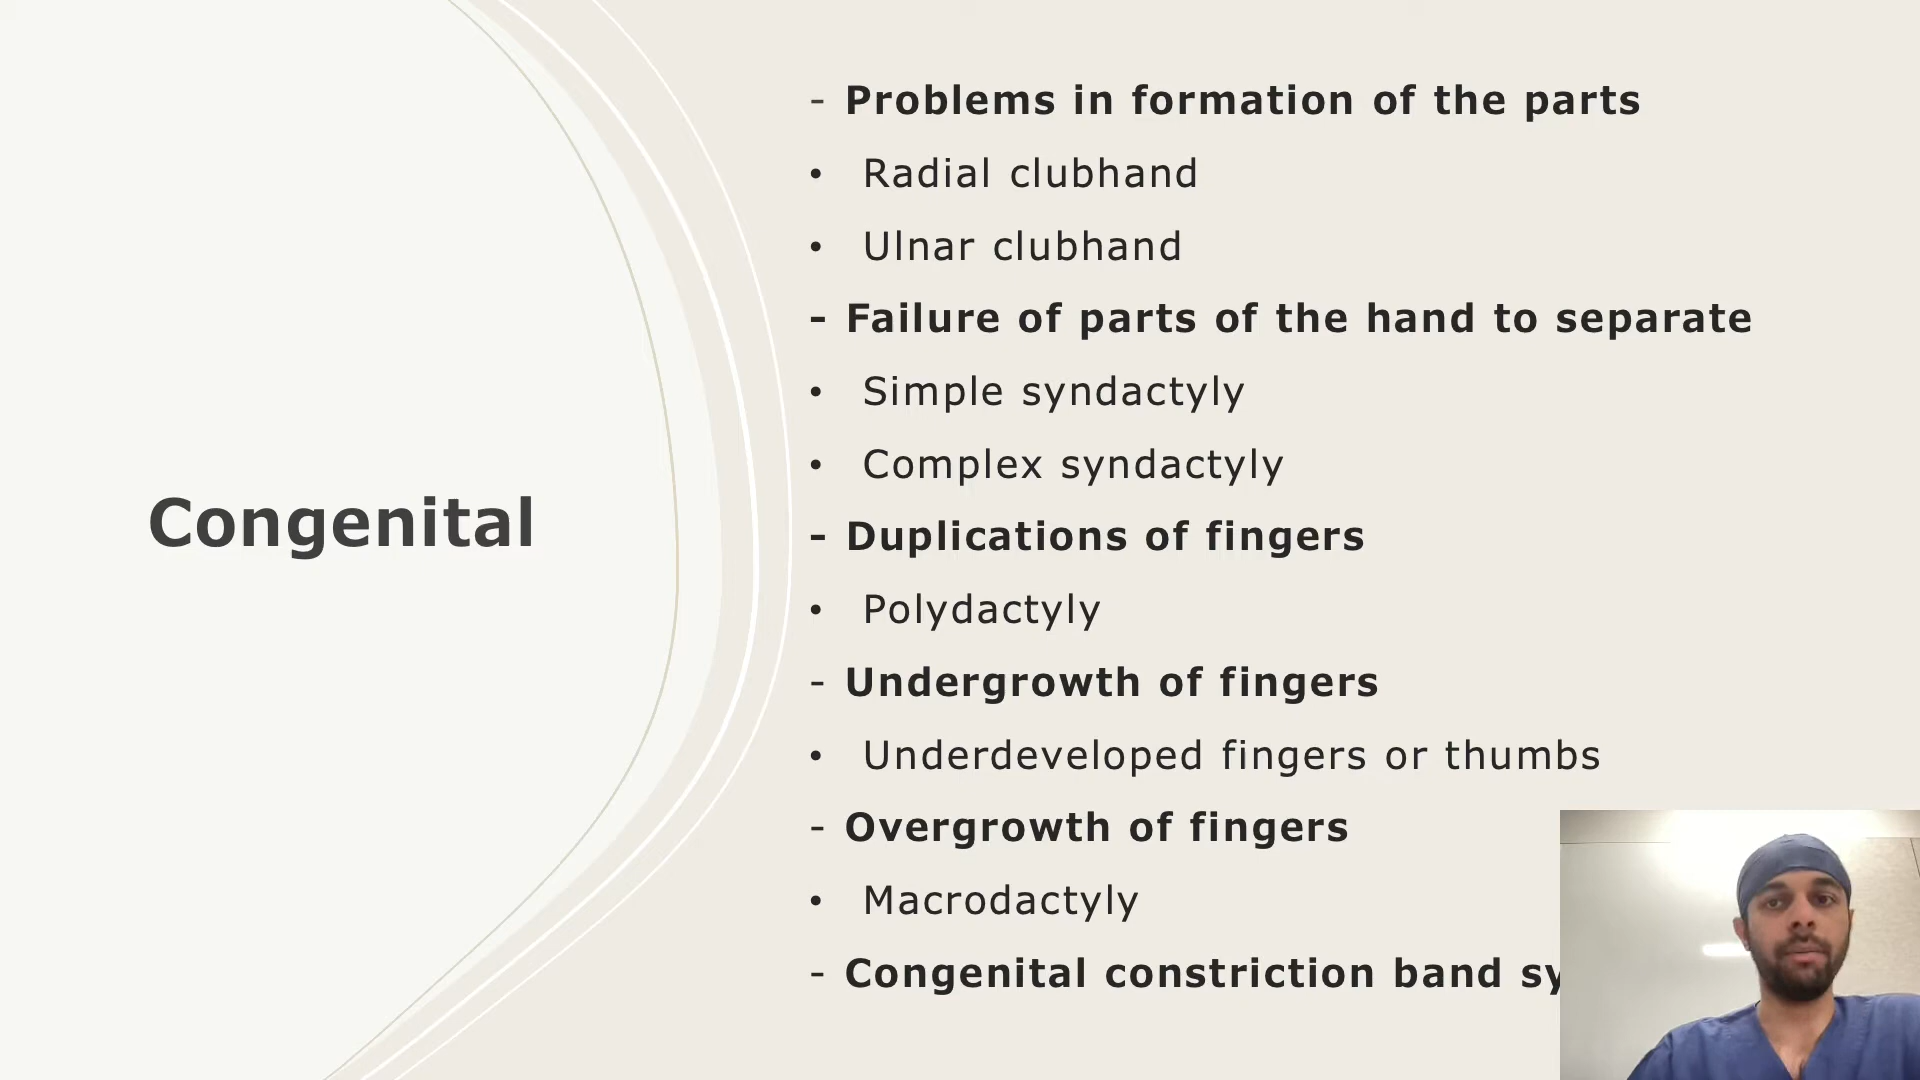 Congenital
- Problems in formation of the parts
• Radial clubhand
• Ulnar clubhand
- Failure of parts of the hand to separate
• Simple syndactyly
• Complex syndactyly
- Duplications of fingers
• Polydactyly
- Undergrowth of fingers
• Underdeveloped fingers or thumbs
- Overgrowth of fingers
• Macrodactyly
- Congenital constriction band